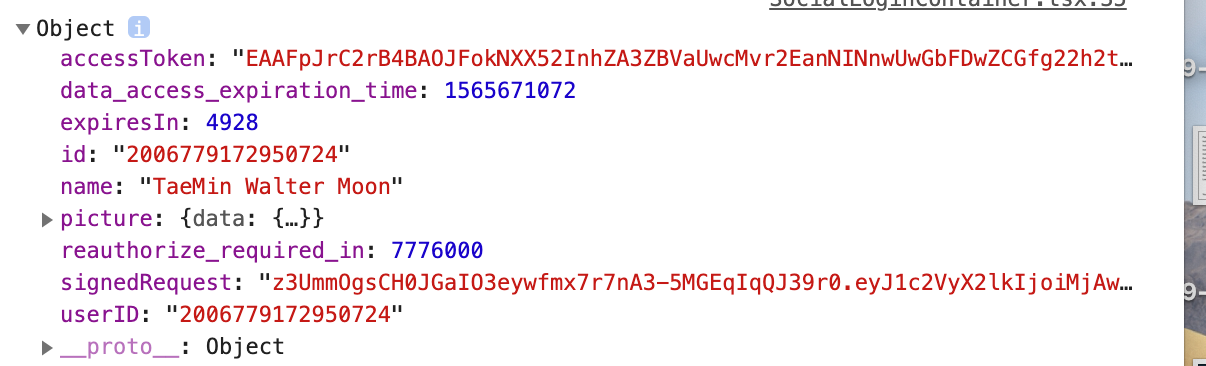 SocialLoginContainer.tsx:35
▼Object i
accessToken: "EAAFpJrC2rB4BAOJFokNXX52InhZA3ZBVaUwcMvr2EanNINnwUwGbFDwZCGfg22h2t…
data_access_expiration_time: 1565671072
expiresIn: 4928
id: "2006779172950724"
name: "TaeMin Walter Moon"
▶picture: {data: {…}}
reauthorize_required_in: 7776000
signedRequest: "z3UmmOgsCH0JGaIO3eywfmx7r7nA3-5MGEqIqQJ39r0.eyJ1c2VyX2lkIjoiMjAw…
userID: "2006779172950724"
▶__proto__: Object